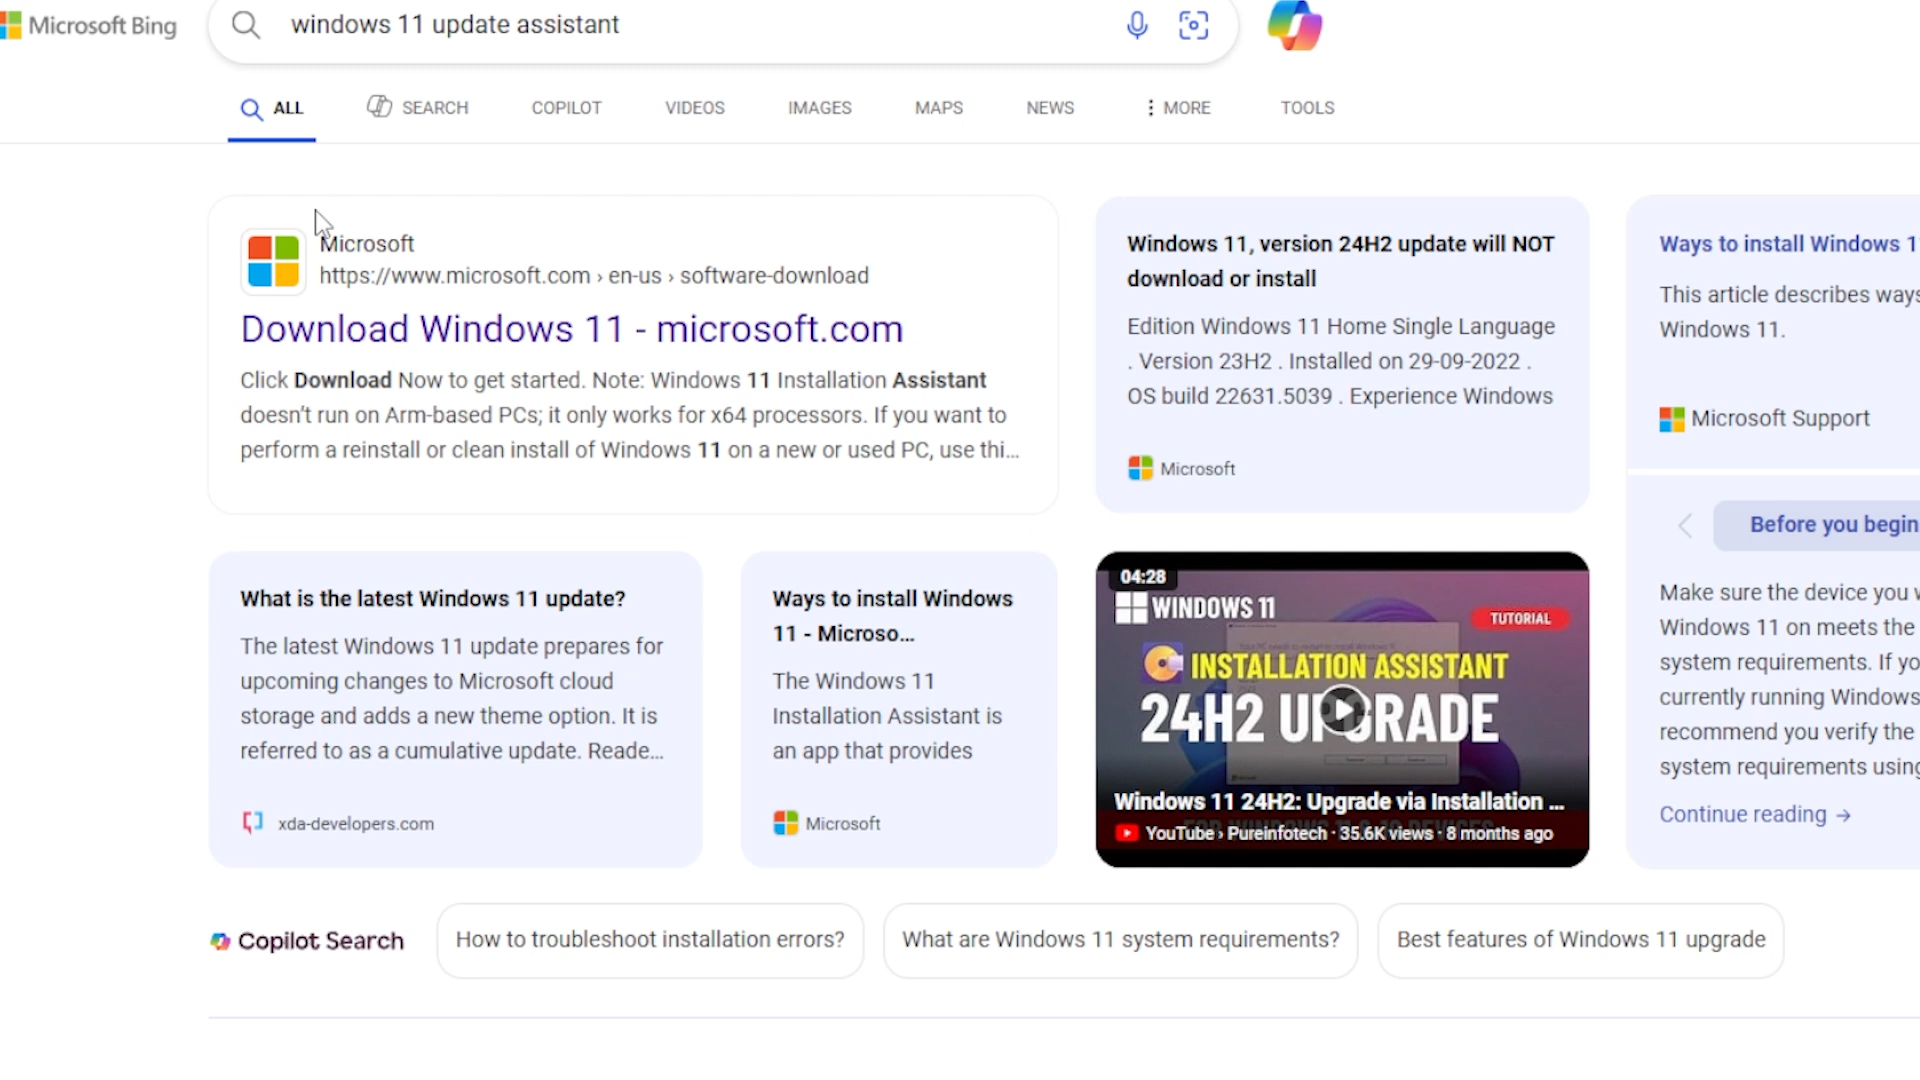 Microsoft Bing
windows 11 update assistant
ALL
SEARCH
COPILOT
VIDEOS
IMAGES
MAPS
NEWS
MORE
TOOLS
Microsoft
https://www.microsoft.com › en-us › software-download
Download Windows 11 - microsoft.com
Click Download Now to get started. Note: Windows 11 Installation Assistant
doesn't run on Arm-based PCs; it only works for x64 processors. If you want to
perform a reinstall or clean install of Windows 11 on a new or used PC, use thi...
Windows 11, version 24H2 update will NOT
download or install
Edition Windows 11 Home Single Language
. Version 23H2 . Installed on 29-09-2022 .
OS build 22631.5039 . Experience Windows
Microsoft
Ways to install Windows 1
This article describes ways
Windows 11.
Microsoft Support
Before you begin
Make sure the device you
Windows 11 on meets the
system requirements. If yo
currently running Windows
recommend you verify the
system requirements using
Continue reading →
What is the latest Windows 11 update?
The latest Windows 11 update prepares for
upcoming changes to Microsoft cloud
storage and adds a new theme option. It is
referred to as a cumulative update. Reade...
xda-developers.com
Ways to install Windows
11 - Microso...
The Windows 11
Installation Assistant is
an app that provides
Microsoft
04:28
WINDOWS 11
TUTORIAL
INSTALLATION ASSISTANT
24H2 UPGRADE
Windows 11 24H2: Upgrade via Installation ...
YouTube › Pureinfotech · 35.6K views · 8 months ago
Copilot Search
How to troubleshoot installation errors?
What are Windows 11 system requirements?
Best features of Windows 11 upgrade